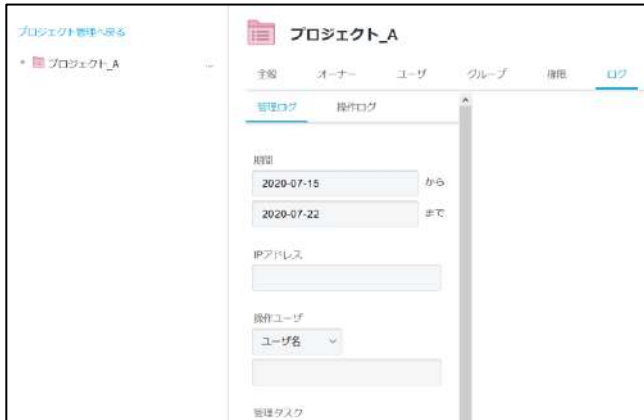 プロジェクト管理へ戻る
プロジェクト_A
プロジェクト_A
全般 オーナー ユーザ グループ 権限 ログ
管理ログ 操作ログ
期間
2020-07-15 から
2020-07-22 まで
IPアドレス
操作ユーザ
ユーザ名
管理タスク